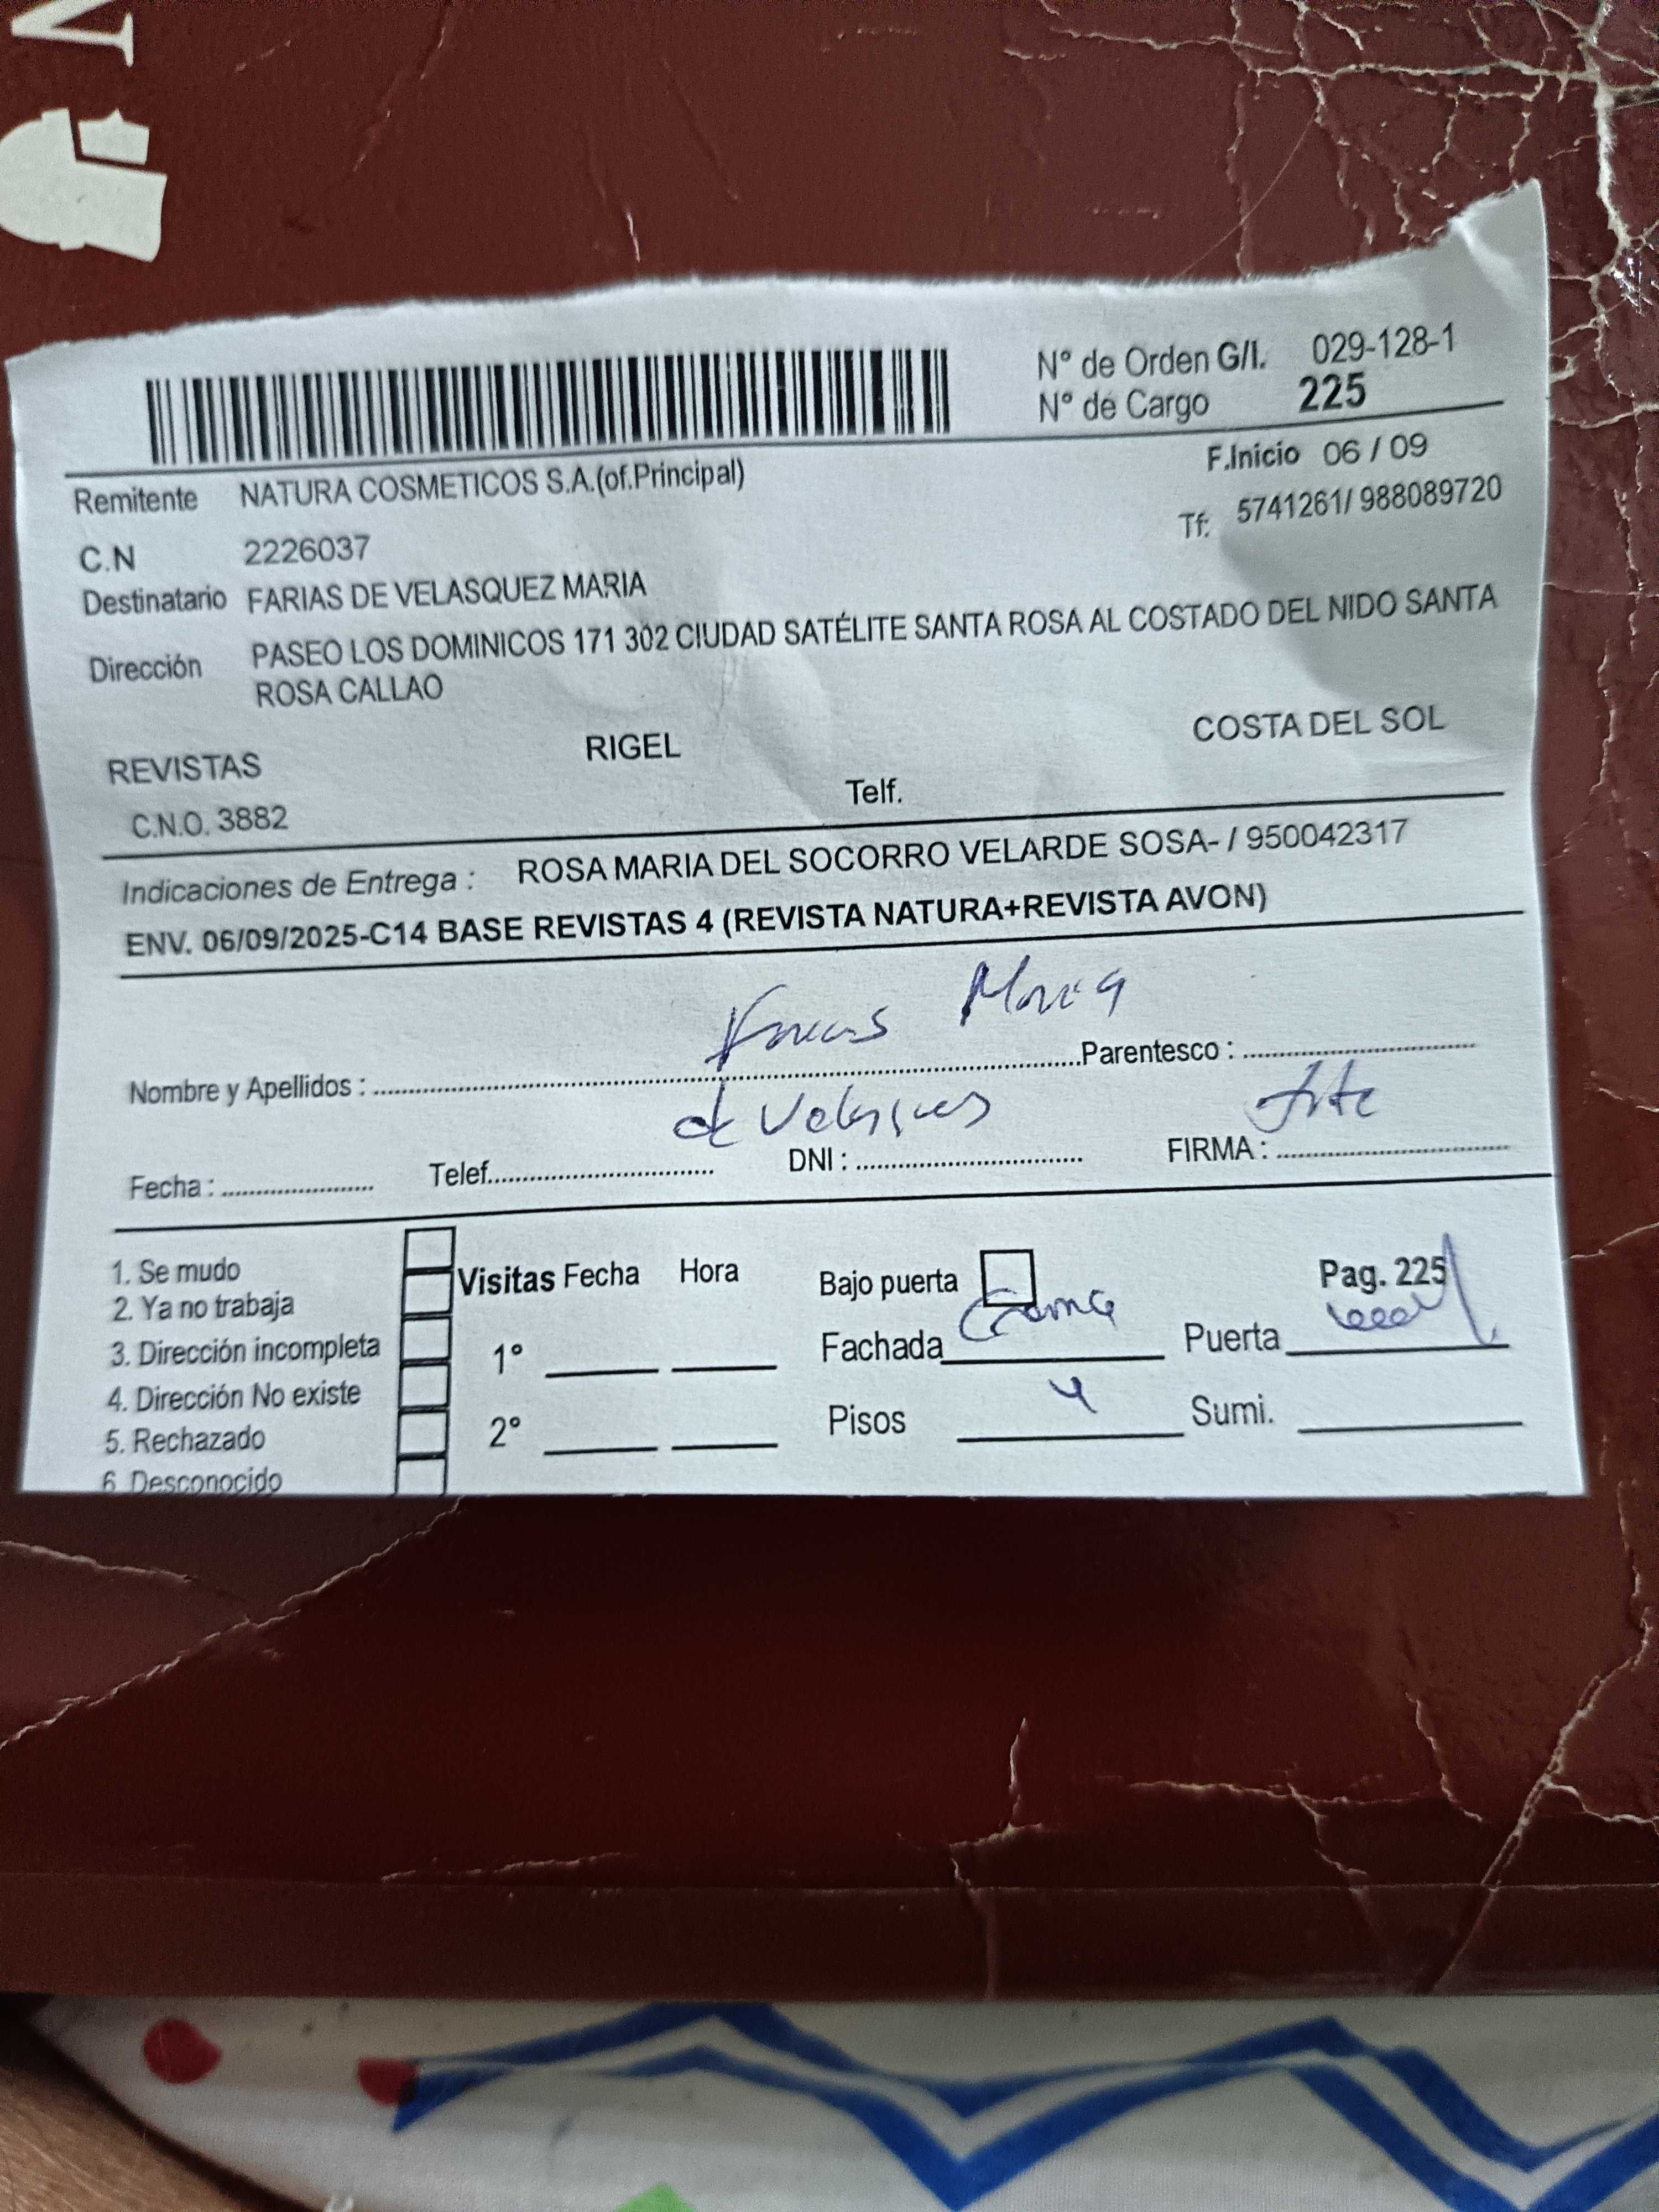 N
N° de Orden G/I. 029-128-1
N° de Cargo 225
F.Inicio 06 / 09
Remitente NATURA COSMETICOS S.A.(of.Principal)
Tf: 5741261/ 988089720
C.N 2226037
Destinatario FARIAS DE VELASQUEZ MARIA
Dirección PASEO LOS DOMINICOS 171 302 CIUDAD SATÉLITE SANTA ROSA AL COSTADO DEL NIDO SANTA
ROSA CALLAO
REVISTAS RIGEL COSTA DEL SOL
C.N.O. 3882 Telf.
Indicaciones de Entrega : ROSA MARIA DEL SOCORRO VELARDE SOSA- / 950042317
ENV. 06/09/2025-C14 BASE REVISTAS 4 (REVISTA NATURA+REVISTA AVON)
Farias Maria
Nombre y Apellidos : Parentesco :
de Velasques
Fecha : Telef. DNI : FIRMA :
1. Se mudo
2. Ya no trabaja
3. Dirección incompleta
4. Dirección No existe
5. Rechazado
6. Desconocido
Visitas Fecha Hora
1°
2°
Bajo puerta Pag. 225
Fachada Crema Puerta
Pisos 4 Sumi.